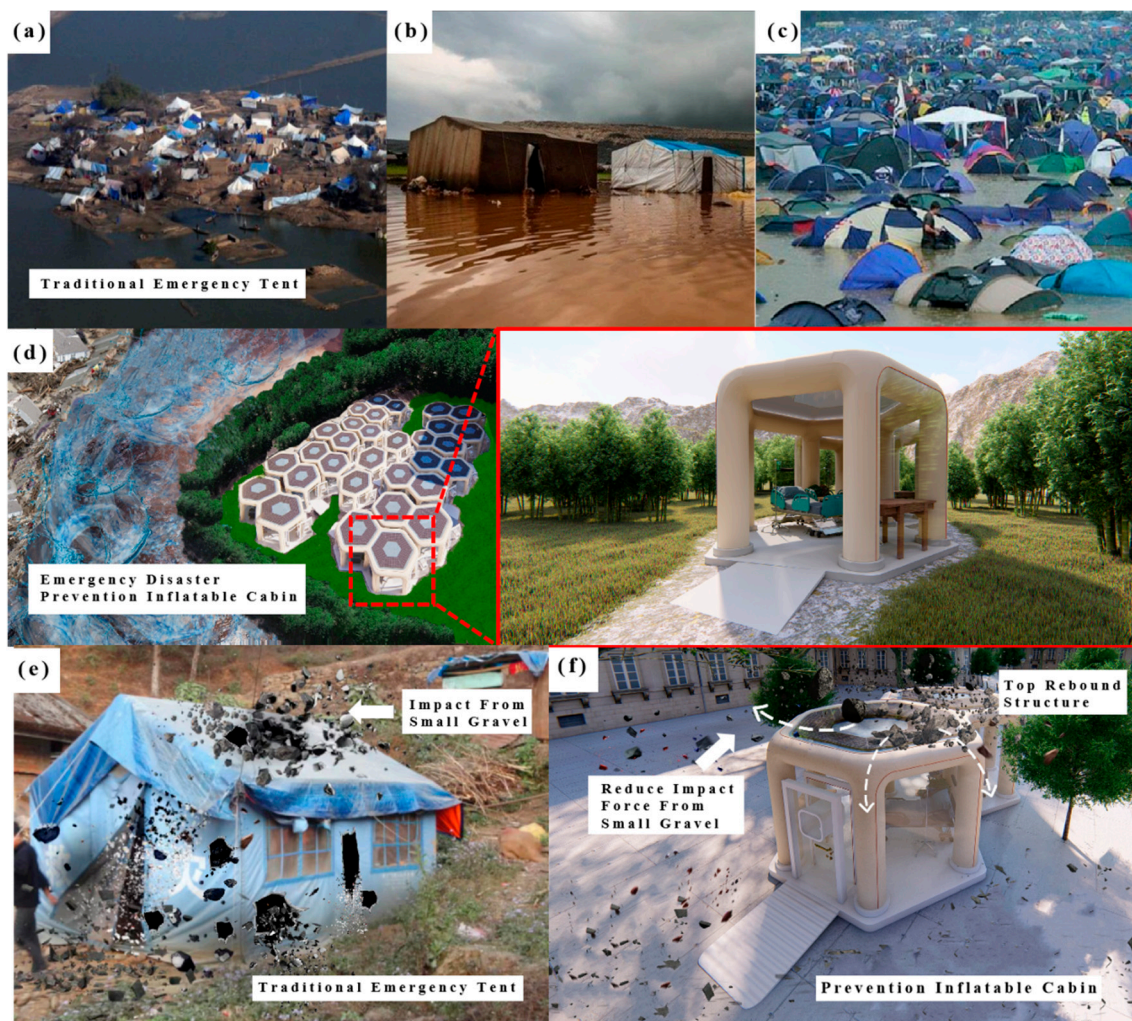 (a)
Traditional Emergency Tent
(b)
(c)
(d)
Emergency Disaster
Prevention Inflatable Cabin
(e)
Impact From
Small Gravel
Traditional Emergency Tent
(f)
Top Rebound
Structure
Reduce Impact
Force From
Small Gravel
Prevention Inflatable Cabin